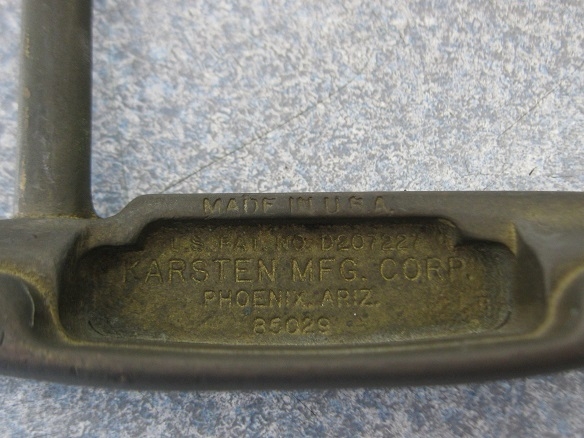 MADE IN U.S.A.
U.S. PAT. NO. D207227
KARSTEN MFG. CORP.
PHOENIX, ARIZ.
85029